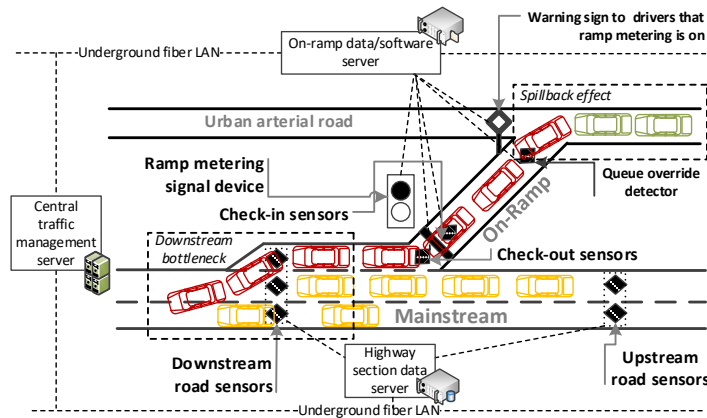 Warning sign to drivers that
ramp metering is on
Underground fiber LAN
On-ramp data/software
server
Underground fiber LAN
Spillback effect
Urban arterial road
Ramp metering
signal device
Queue override
detector
Check-in sensors
On-Ramp
Central
traffic
management
server
Downstream
bottleneck
Check-out sensors
Mainstream
Downstream
road sensors
Highway
section data
server
Upstream
road sensors
Underground fiber LAN